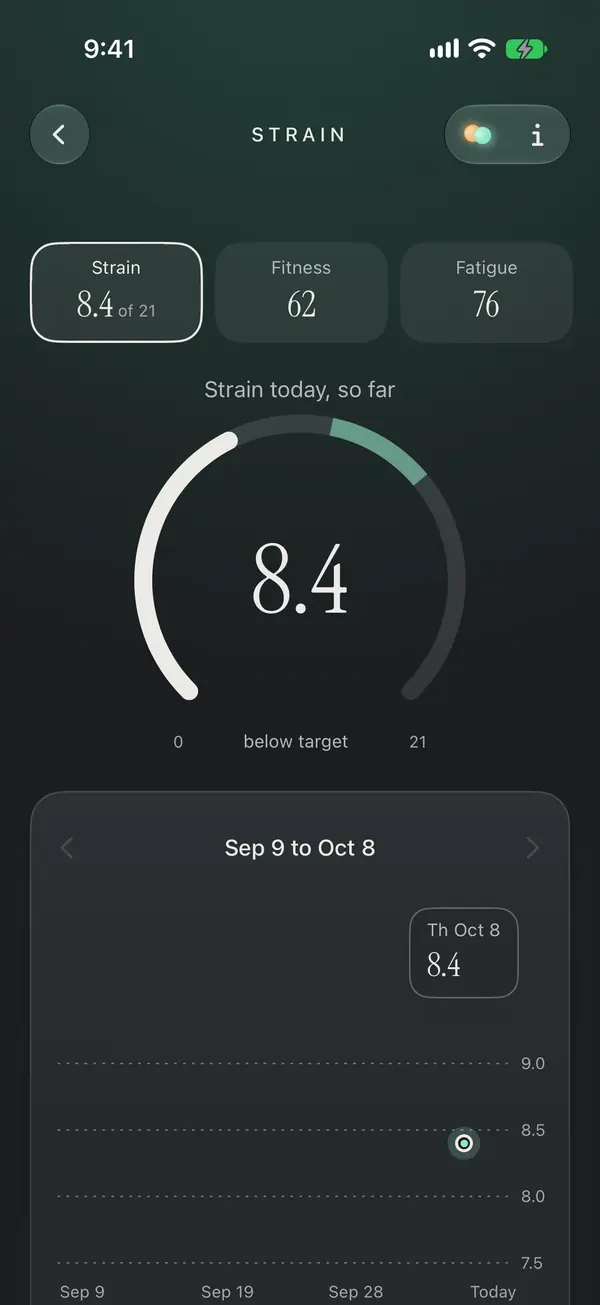 9:41
STRAIN
i
Strain
8.4 of 21
Fitness
62
Fatigue
76
Strain today, so far
8.4
0
below target
21
Sep 9 to Oct 8
Th Oct 8
8.4
9.0
8.5
8.0
7.5
Sep 9
Sep 19
Sep 28
Today